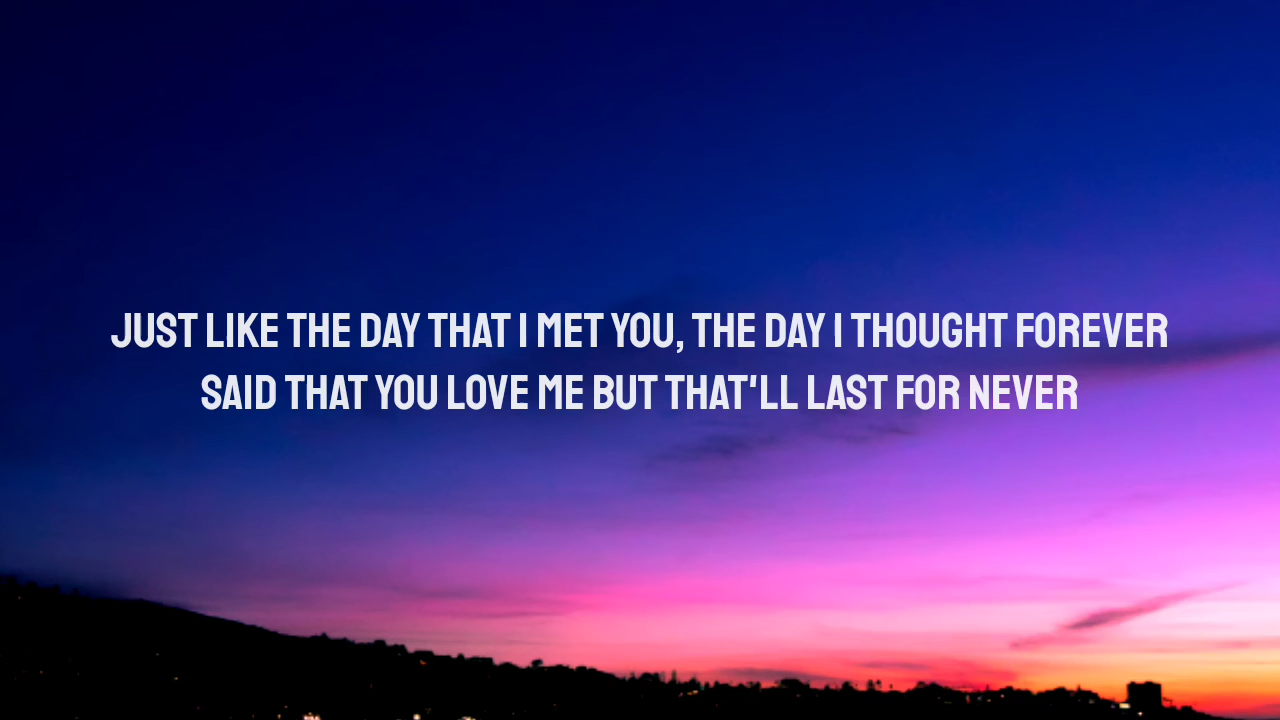 JUST LIKE THE DAY THAT I MET YOU, THE DAY I THOUGHT FOREVER
SAID THAT YOU LOVE ME BUT THAT'LL LAST FOR NEVER